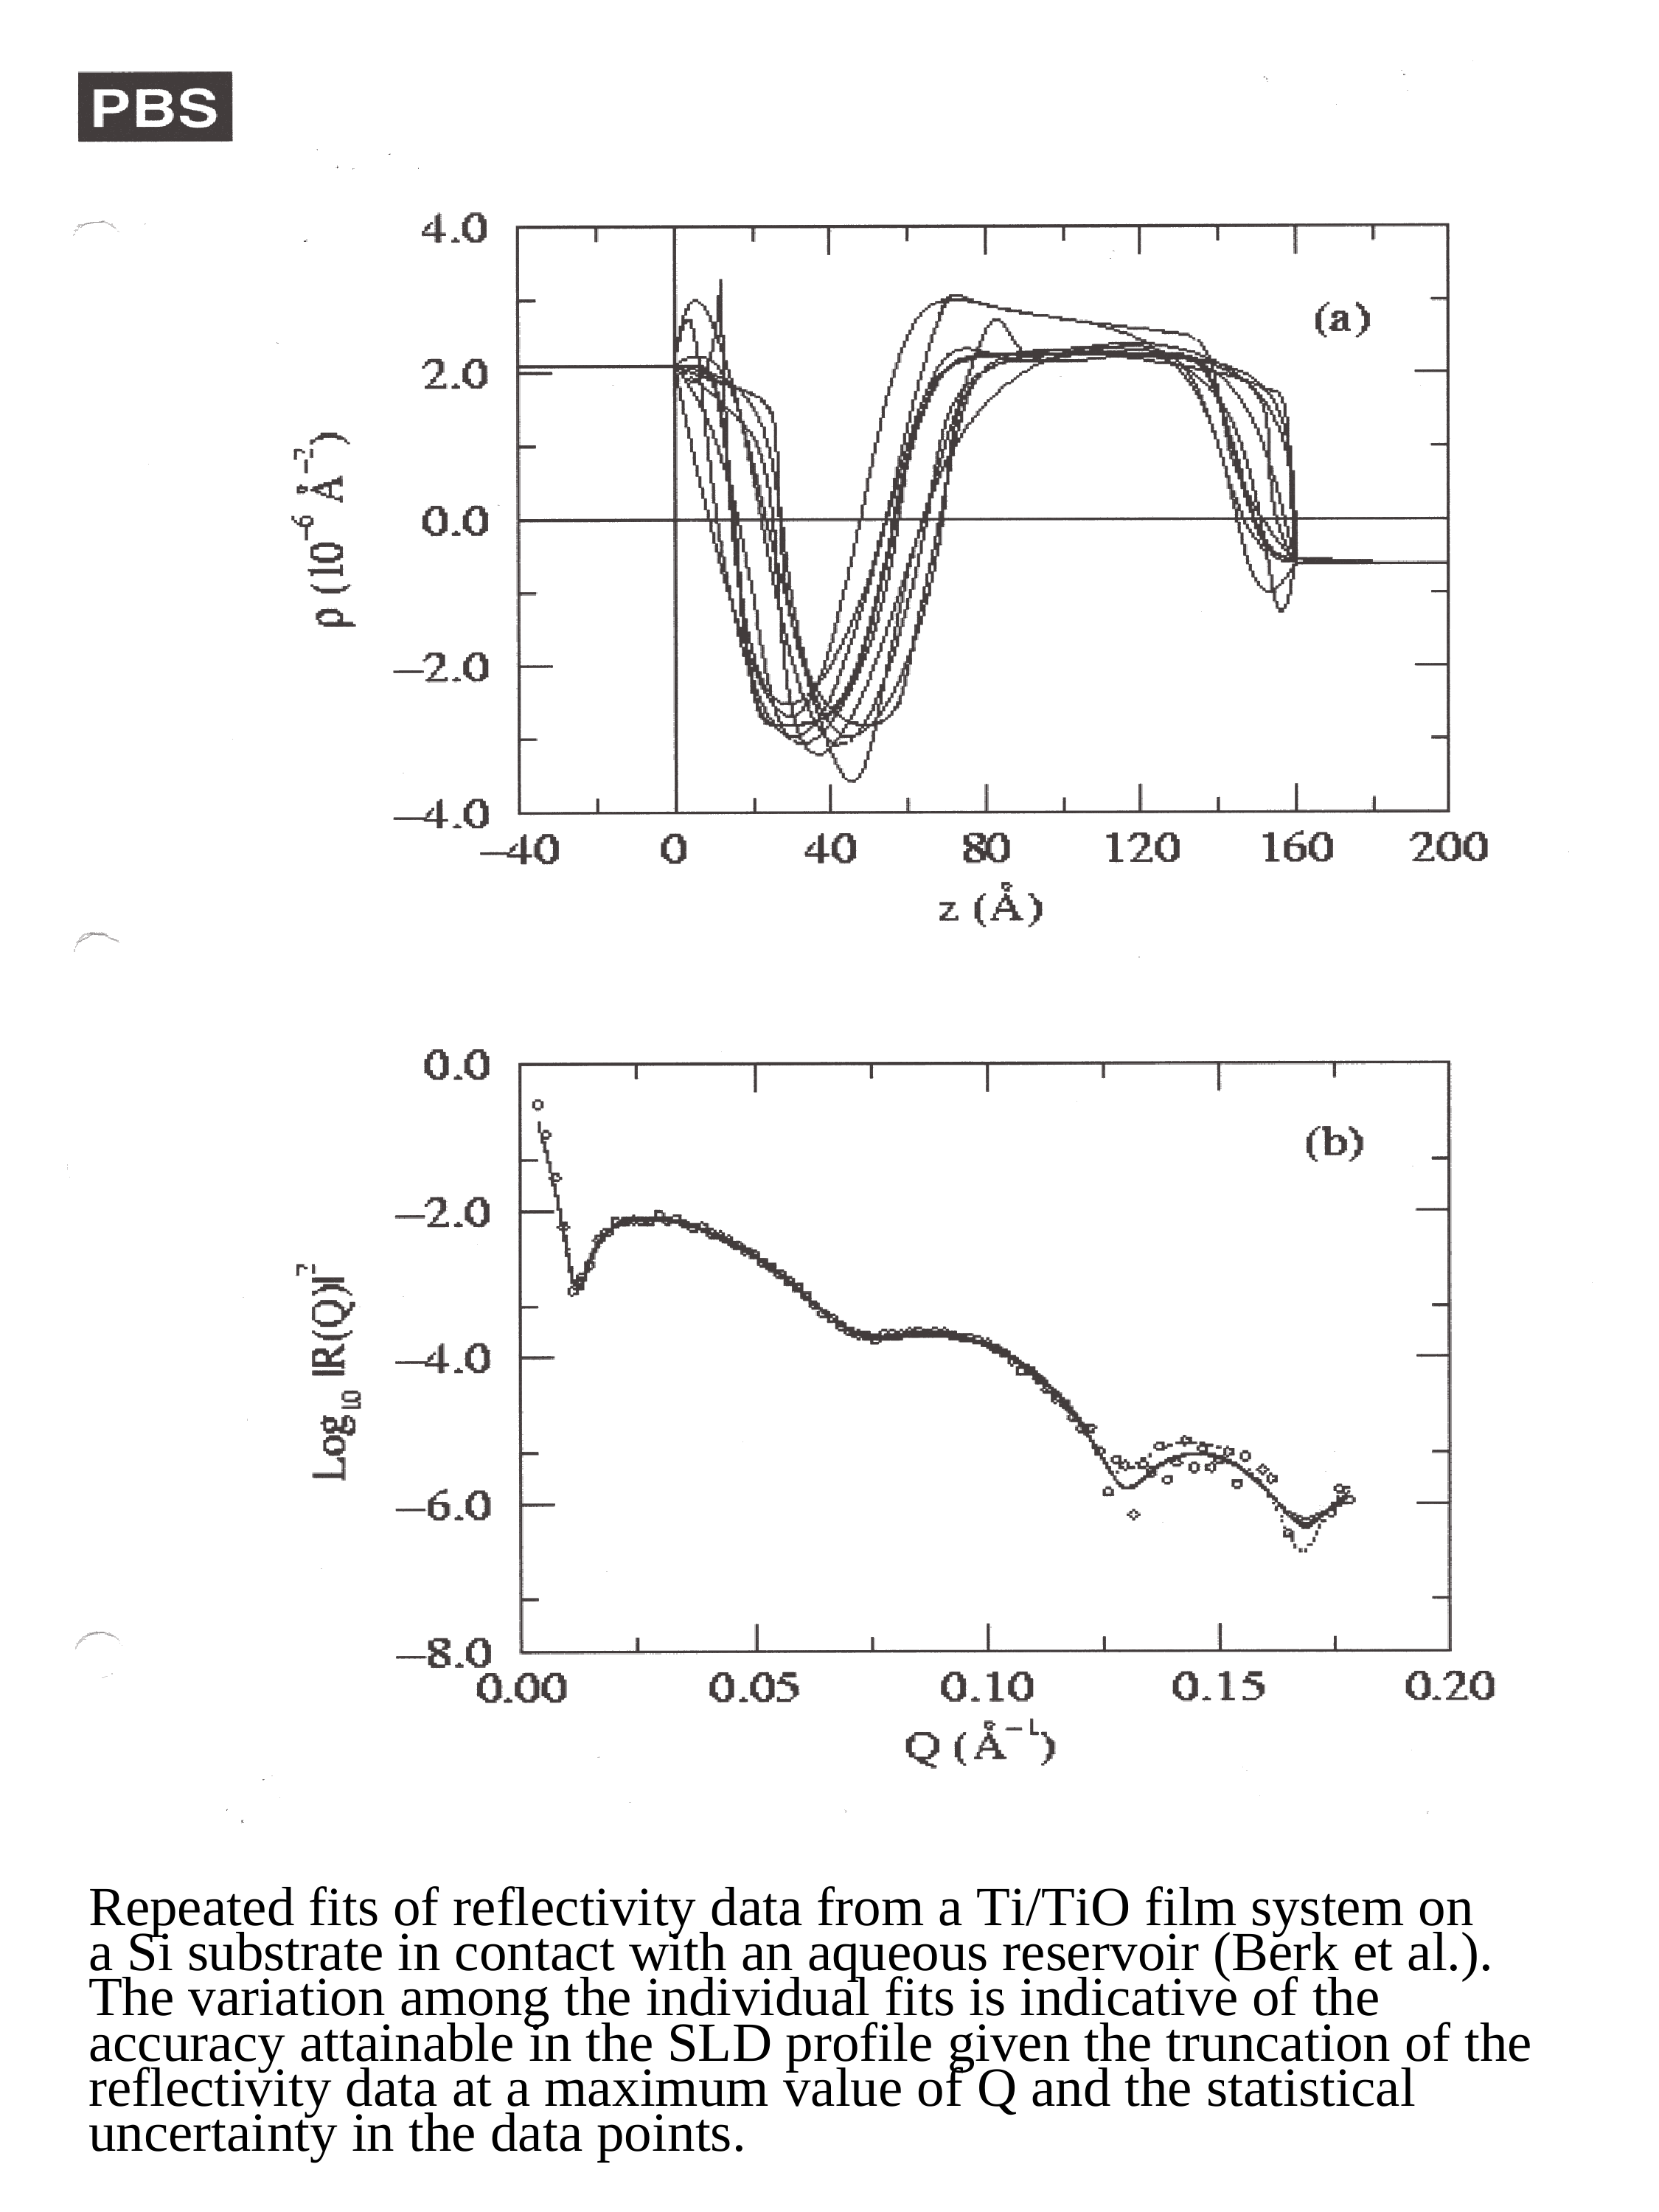 PBS
4.0
2.0
0.0
−2.0
−4.0
ρ (10⁻⁶ Å⁻²)
(a)
−40 0 40 80 120 160 200
z (Å)
0.0
−2.0
−4.0
−6.0
−8.0
Log₁₀ |R(Q)|²
(b)
0.00 0.05 0.10 0.15 0.20
Q (Å⁻¹)
Repeated fits of reflectivity data from a Ti/TiO film system on
a Si substrate in contact with an aqueous reservoir (Berk et al.).
The variation among the individual fits is indicative of the
accuracy attainable in the SLD profile given the truncation of the
reflectivity data at a maximum value of Q and the statistical
uncertainty in the data points.